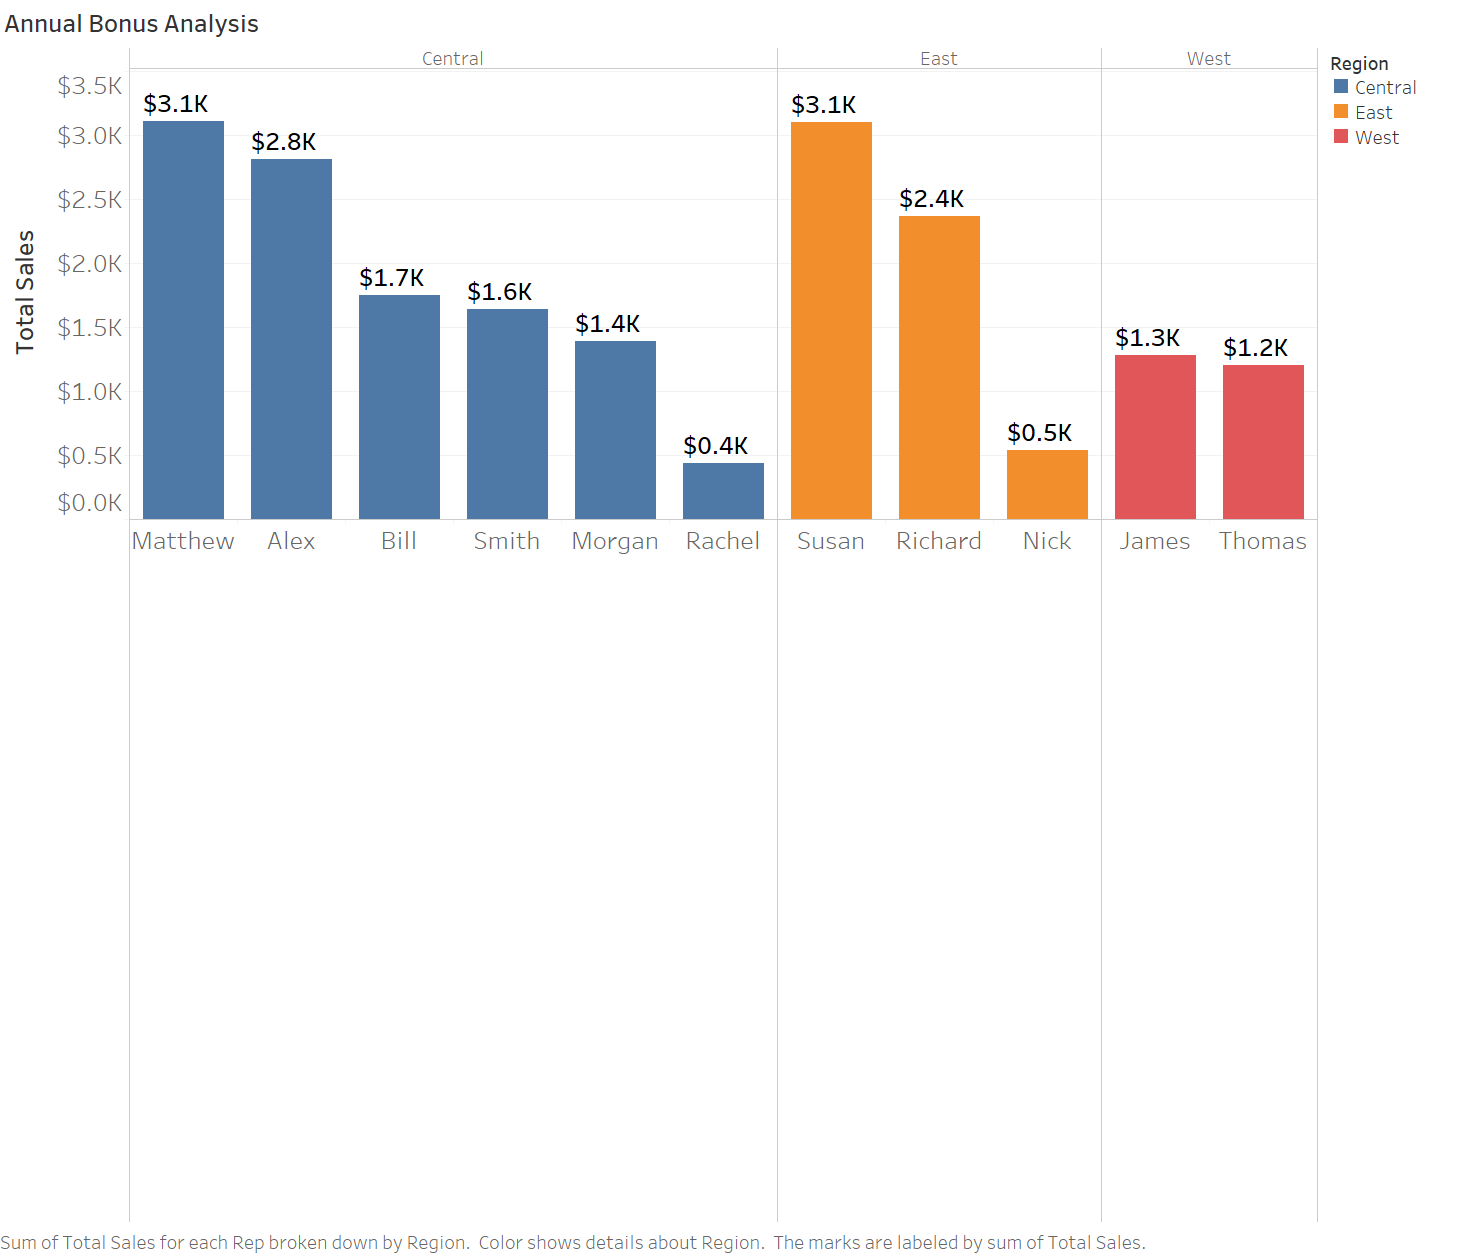 Annual Bonus Analysis
Central East West
Region
Central
East
West
$3.5K
$3.0K
$2.5K
$2.0K
$1.5K
$1.0K
$0.5K
$0.0K
Total Sales
$3.1K
$2.8K
$1.7K
$1.6K
$1.4K
$0.4K
$3.1K
$2.4K
$0.5K
$1.3K
$1.2K
Matthew Alex Bill Smith Morgan Rachel Susan Richard Nick James Thomas
Sum of Total Sales for each Rep broken down by Region.  Color shows details about Region.  The marks are labeled by sum of Total Sales.